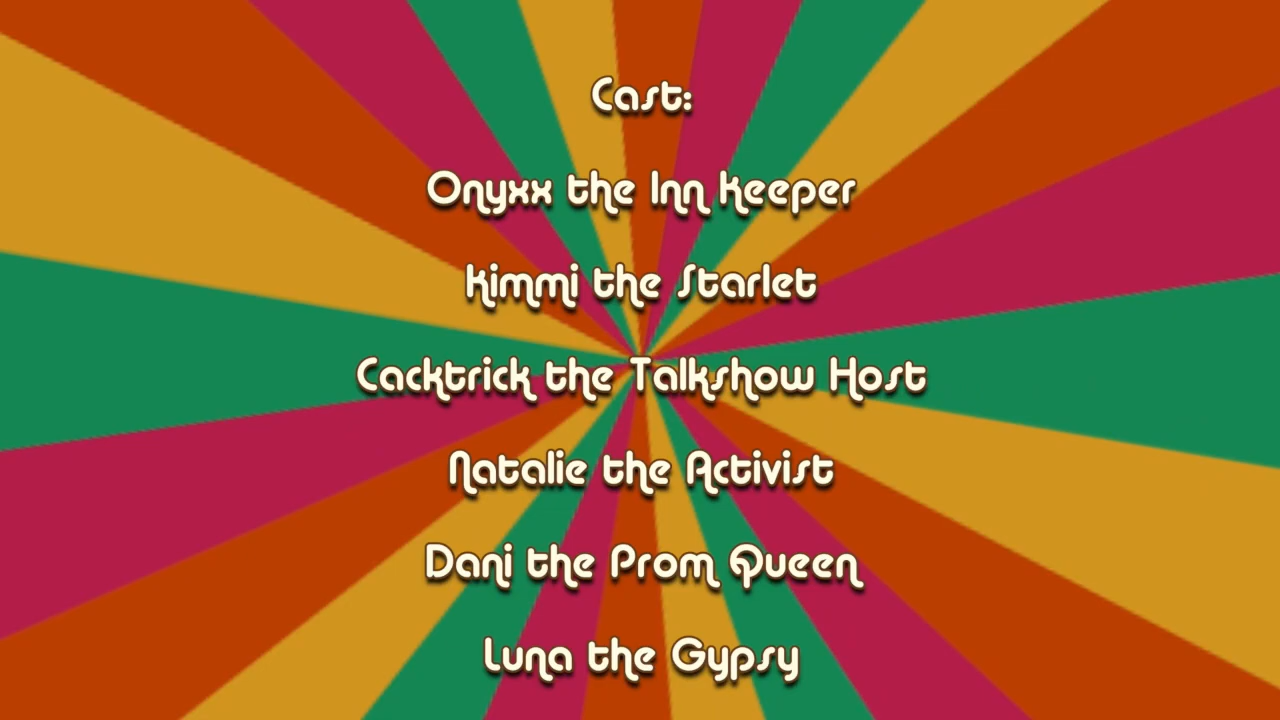 Cast:
Onyxx the Inn Keeper
Kimmi the Starlet
Cacktrick the Talkshow Host
Natalie the Activist
Dani the Prom Queen
Luna the Gypsy